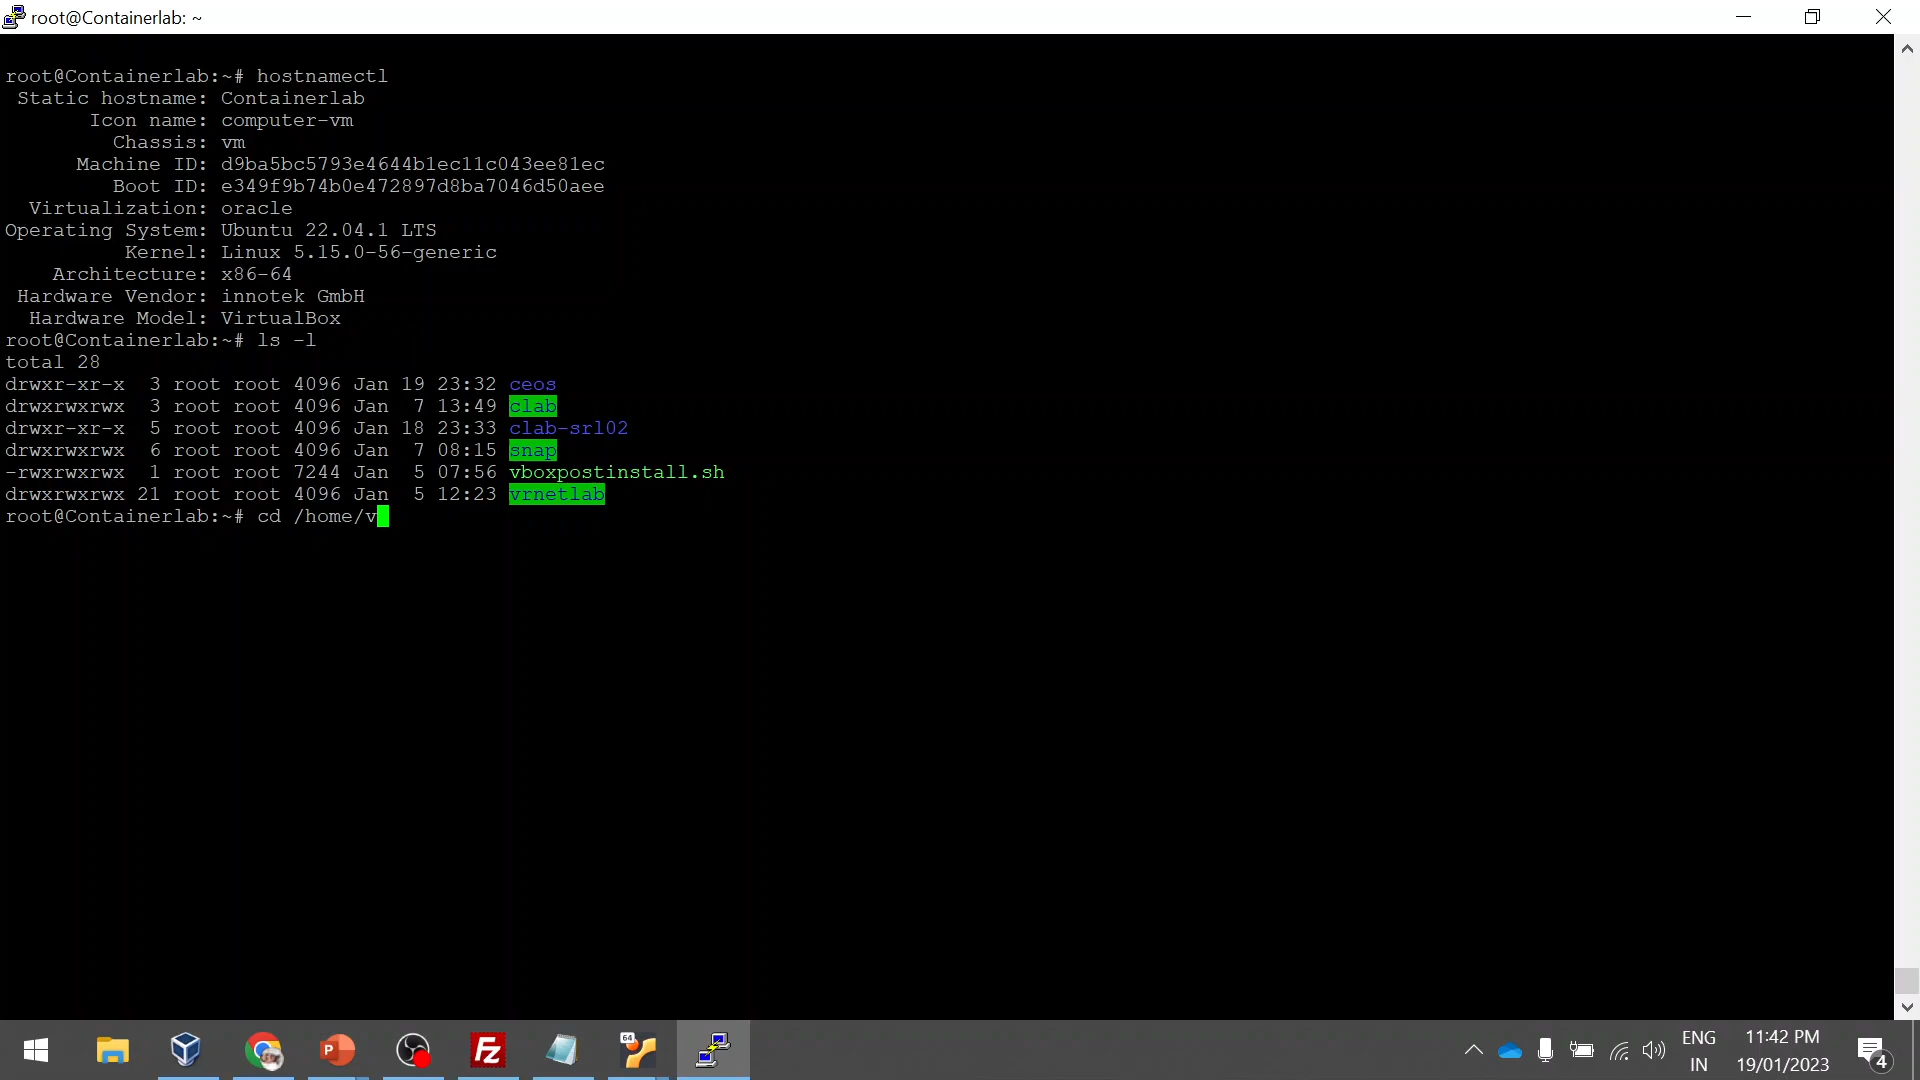 root@Containerlab: ~
root@Containerlab:~# hostnamectl
Static hostname: Containerlab
Icon name: computer-vm
Chassis: vm
Machine ID: d9ba5bc5793e4644b1ec11c043ee81ec
Boot ID: e349f9b74b0e472897d8ba7046d50aee
Virtualization: oracle
Operating System: Ubuntu 22.04.1 LTS
Kernel: Linux 5.15.0-56-generic
Architecture: x86-64
Hardware Vendor: innotek GmbH
Hardware Model: VirtualBox
root@Containerlab:~# ls -l
total 28
drwxr-xr-x  3 root root 4096 Jan 19 23:32 ceos
drwxrwxrwx  3 root root 4096 Jan  7 13:49 clab
drwxr-xr-x  5 root root 4096 Jan 18 23:33 clab-srl02
drwxrwxrwx  6 root root 4096 Jan  7 08:15 snap
-rwxrwxrwx  1 root root 7244 Jan  5 07:56 vboxpostinstall.sh
drwxrwxrwx 21 root root 4096 Jan  5 12:23 vrnetlab
root@Containerlab:~# cd /home/v
64
P
FZ
ENG
IN
11:42 PM
19/01/2023
4